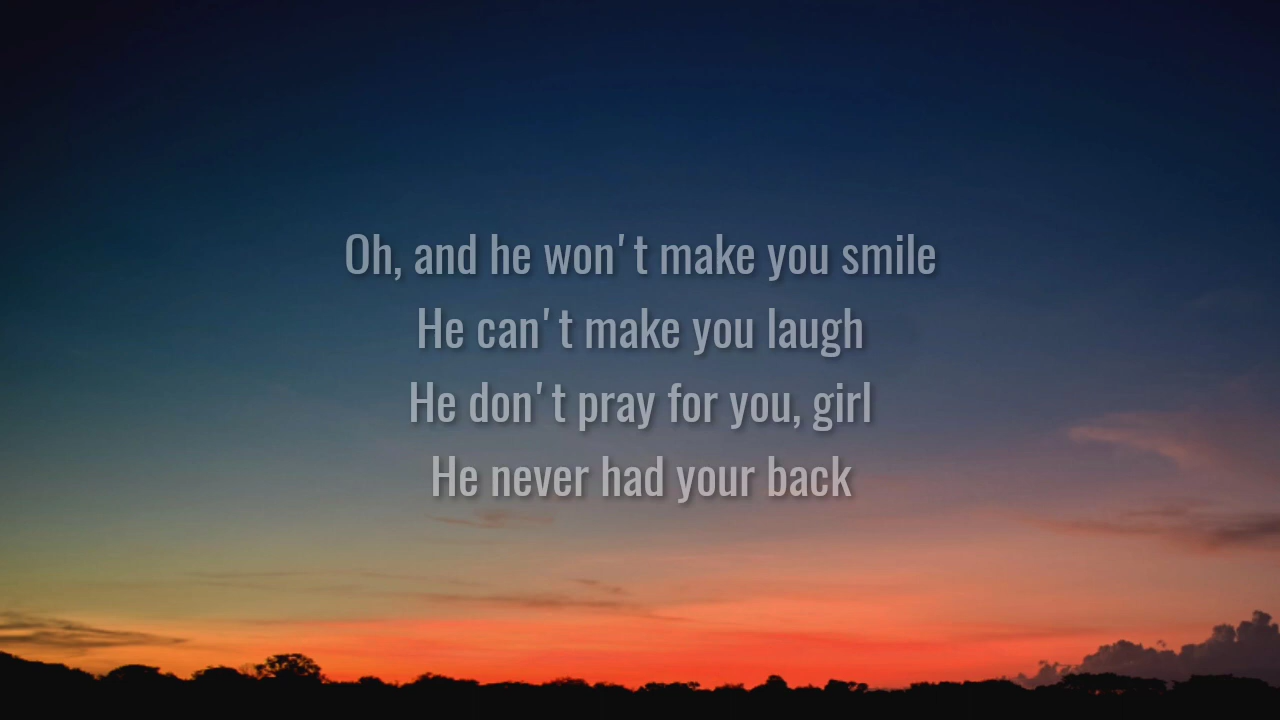 Oh, and he won't make you smile
He can't make you laugh
He don't pray for you, girl
He never had your back